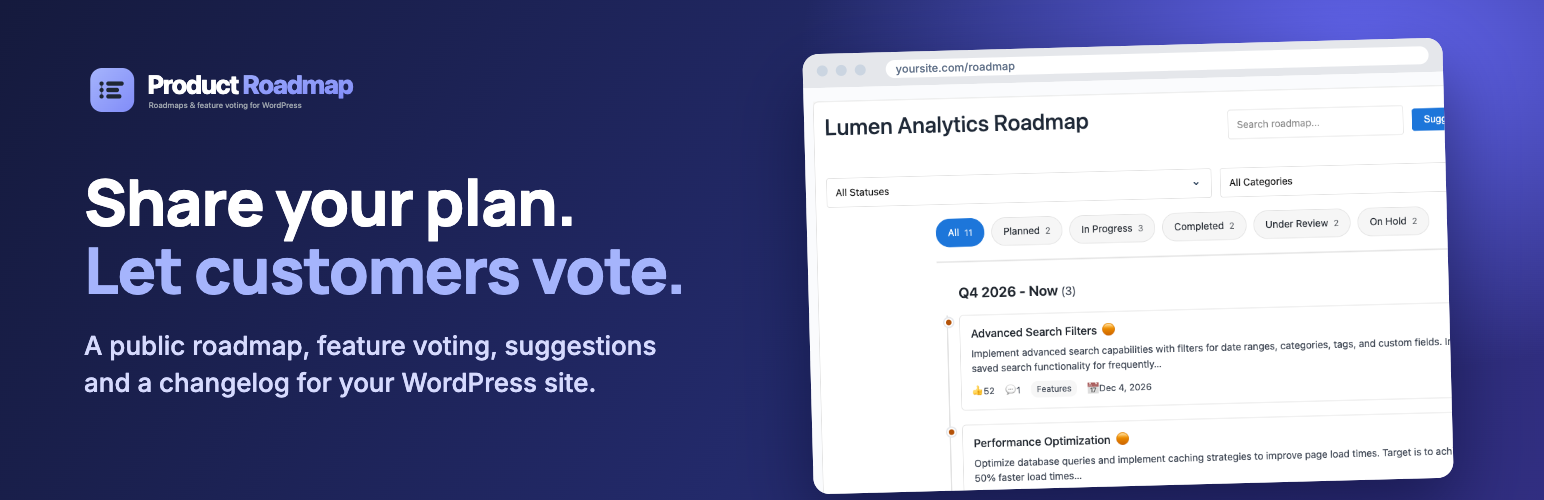 Product Roadmap
Roadmaps & feature voting for WordPress
Share your plan.
Let customers vote.
A public roadmap, feature voting, suggestions
and a changelog for your WordPress site.
yoursite.com/roadmap
Lumen Analytics Roadmap
Search roadmap...
All Statuses
All Categories
All 11
Planned 2
In Progress 3
Completed 2
Under Review 2
On Hold 2
Q4 2026 - Now (3)
Advanced Search Filters
Implement advanced search capabilities with filters for date ranges, categories, tags, and custom fields.
saved search functionality for frequently...
👍52 💬1 Features 📅Dec 4, 2026
Performance Optimization
Optimize database queries and implement caching strategies to improve page load times. Target is to
50% faster load times...